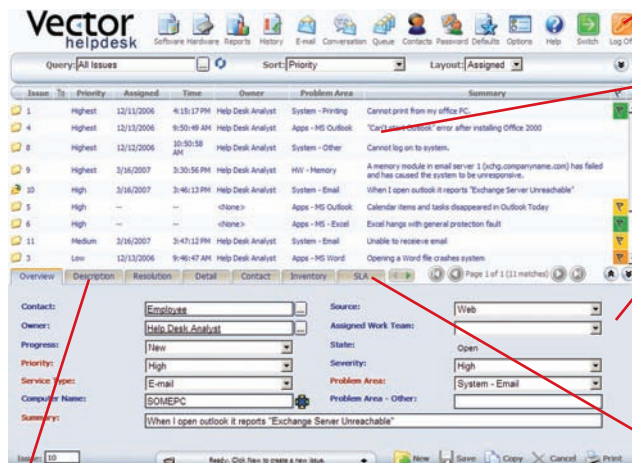 Vector
helpdesk
Software Hardware Reports History E-mail Conversation Queue Contacts Password Defaults Options Help Switch Log Off
Query: All Issues ... Sort: Priority Layout: Assigned
Issue To Priority Assigned Time Owner Problem Area Summary
1 Highest 12/11/2006 4:15:17 PM Help Desk Analyst System - Printing Cannot print from my office PC.
4 Highest 12/13/2006 9:50:49 AM Help Desk Analyst Apps - MS Outlook "Can't start Outlook" error after installing Office 2000
8 Highest 12/12/2006 10:50:58 AM Help Desk Analyst System - Other Cannot log on to system.
9 Highest 3/16/2007 3:30:56 PM Help Desk Analyst HW - Memory A memory module in email server 1 (xchg.companyname.com) has failed
and has caused the system to be unresponsive.
10 High 3/16/2007 3:46:13 PM Help Desk Analyst System - Email When I open outlook it reports "Exchange Server Unreachable"
5 High -- -- <None> Apps - MS Outlook Calendar items and tasks disappeared in Outlook Today
6 High -- -- <None> Apps - MS - Excel Excel hangs with general protection fault
11 Medium 3/16/2007 3:47:12 PM Help Desk Analyst System - Email Unable to receieve email
3 Low 12/13/2006 9:46:47 AM Help Desk Analyst Apps - MS Word Opening a Word file crashes system
Overview Description Resolution Detail Contact Inventory SLA Page 1 of 1 (11 matches)
Contact: Employee ... Source: Web
Owner: Help Desk Analyst ... Assigned Work Team:
Progress: New State: Open
Priority: High Severity: High
Service Type: E-mail Problem Area: System - Email
Computer Name: SOMEPC Problem Area - Other:
Summary: When I open outlook it reports "Exchange Server Unreachable"
Issue: 10 Ready. Click New to create a new issue. New Save Copy Cancel Print